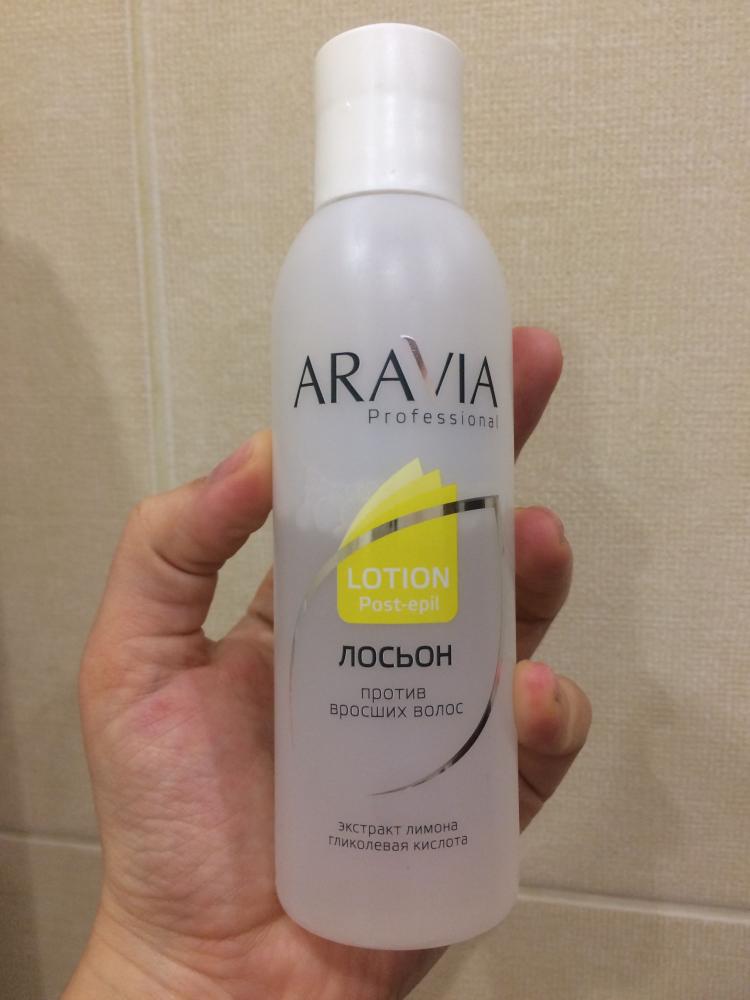 ARAVIA
Professional
LOTION
Post-epil
ЛОСЬОН
против
вросших волос
экстракт лимона
гликолевая кислота